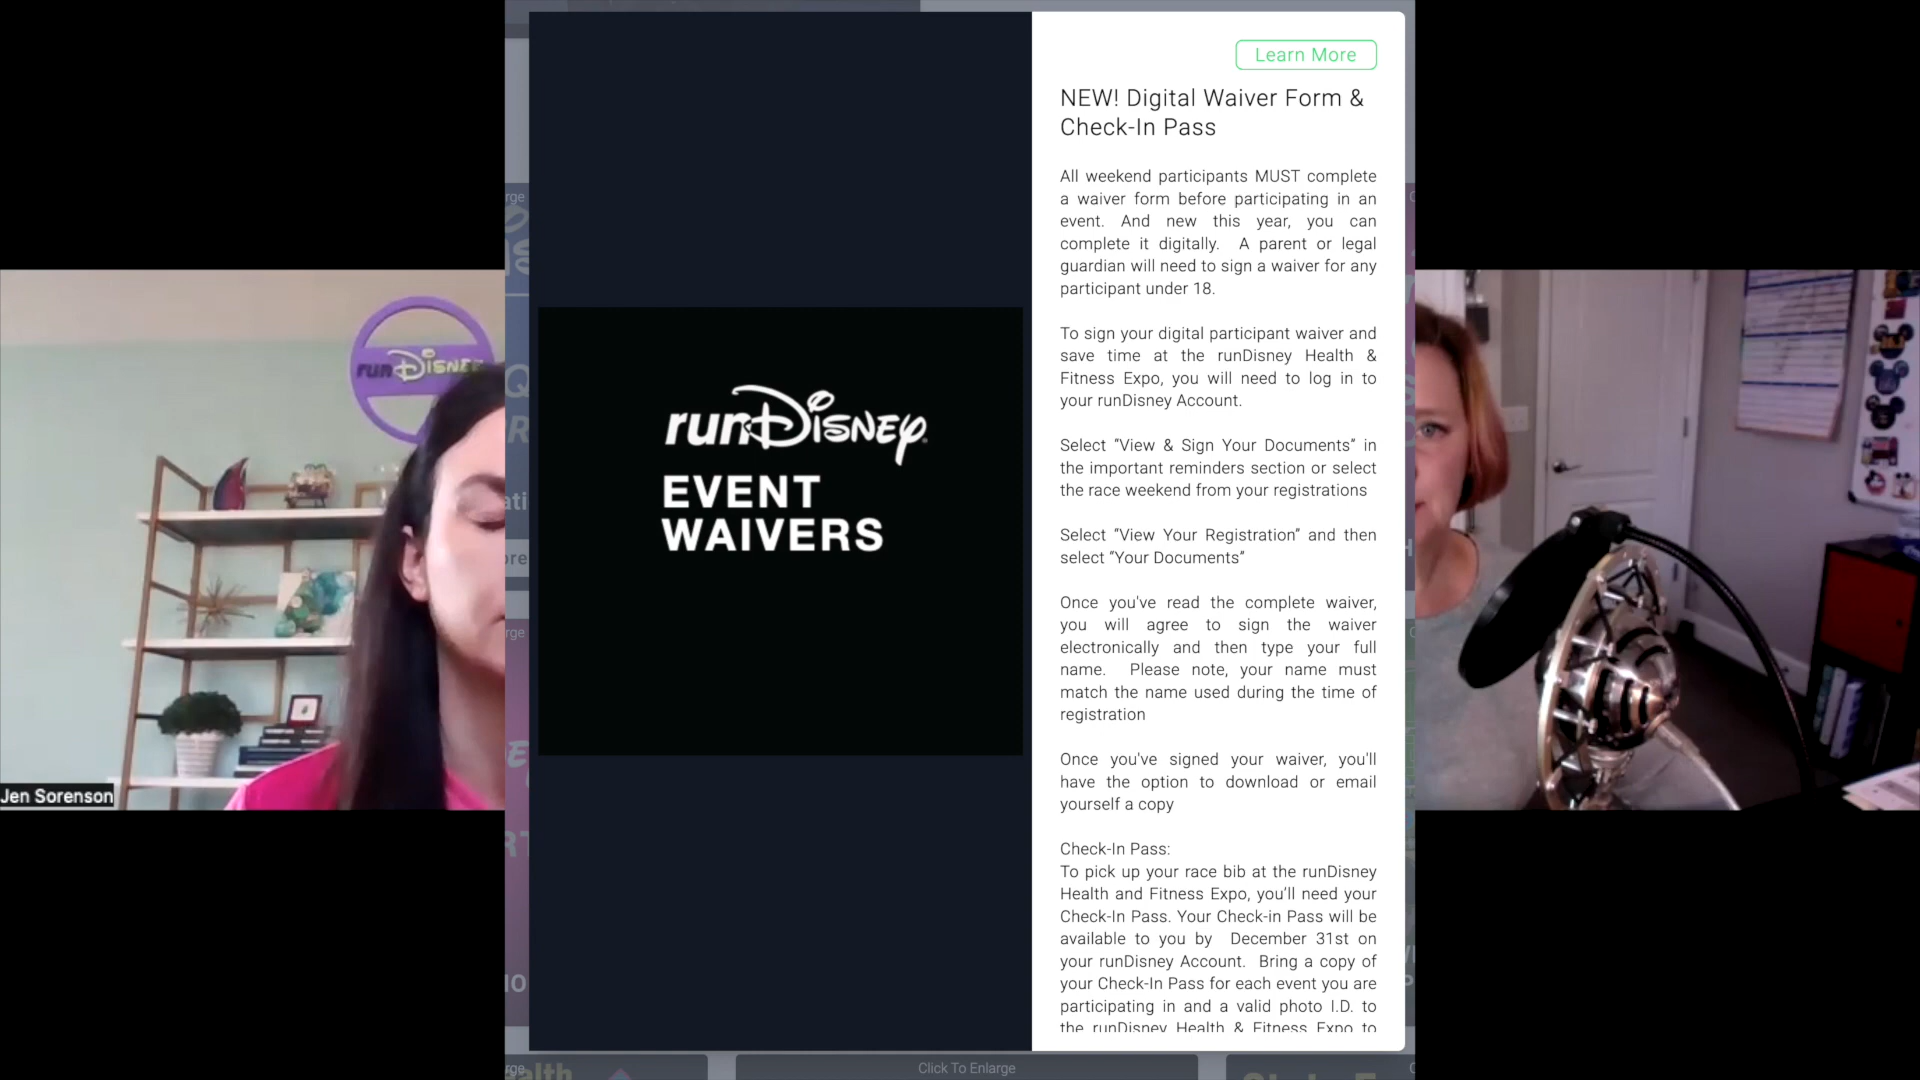 Learn More
NEW! Digital Waiver Form &
Check-In Pass
All weekend participants MUST complete
a waiver form before participating in an
event. And new this year, you can
complete it digitally. A parent or legal
guardian will need to sign a waiver for any
participant under 18.
To sign your digital participant waiver and
save time at the runDisney Health &
Fitness Expo, you will need to log in to
your runDisney Account.
Select “View & Sign Your Documents” in
the important reminders section or select
the race weekend from your registrations
Select “View Your Registration” and then
select “Your Documents”
Once you've read the complete waiver,
you will agree to sign the waiver
electronically and then type your full
name. Please note, your name must
match the name used during the time of
registration
Once you've signed your waiver, you'll
have the option to download or email
yourself a copy
Check-In Pass:
To pick up your race bib at the runDisney
Health and Fitness Expo, you’ll need your
Check-In Pass. Your Check-in Pass will be
available to you by December 31st on
your runDisney Account. Bring a copy of
your Check-In Pass for each event you are
participating in and a valid photo I.D. to
the runDisney Health & Fitness Expo to
runDisney
EVENT
WAIVERS
runDisney
Jen Sorenson
Click To Enlarge